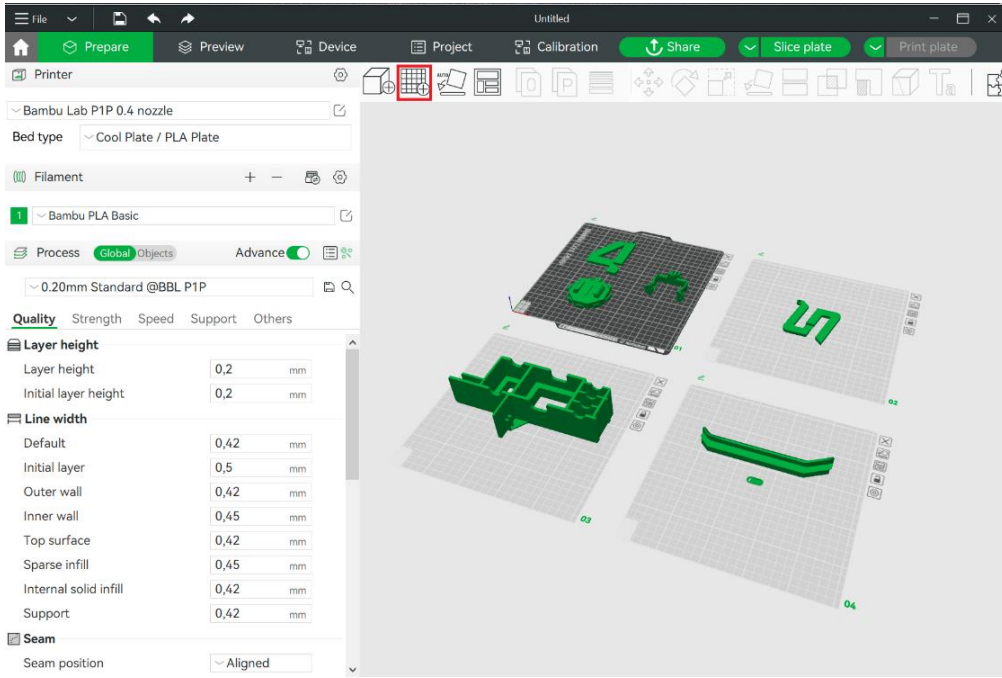 File
Untitled
Prepare
Preview
Device
Project
Calibration
Share
Slice plate
Print plate
Printer
AUTO
Bambu Lab P1P 0.4 nozzle
Bed type
Cool Plate / PLA Plate
Filament
1 Bambu PLA Basic
Process Global Objects Advance
0.20mm Standard @BBL P1P
Quality Strength Speed Support Others
Layer height
Layer height 0,2 mm
Initial layer height 0,2 mm
Line width
Default 0,42 mm
Initial layer 0,5 mm
Outer wall 0,42 mm
Inner wall 0,45 mm
Top surface 0,42 mm
Sparse infill 0,45 mm
Internal solid infill 0,42 mm
Support 0,42 mm
Seam
Seam position Aligned
01
02
03
04